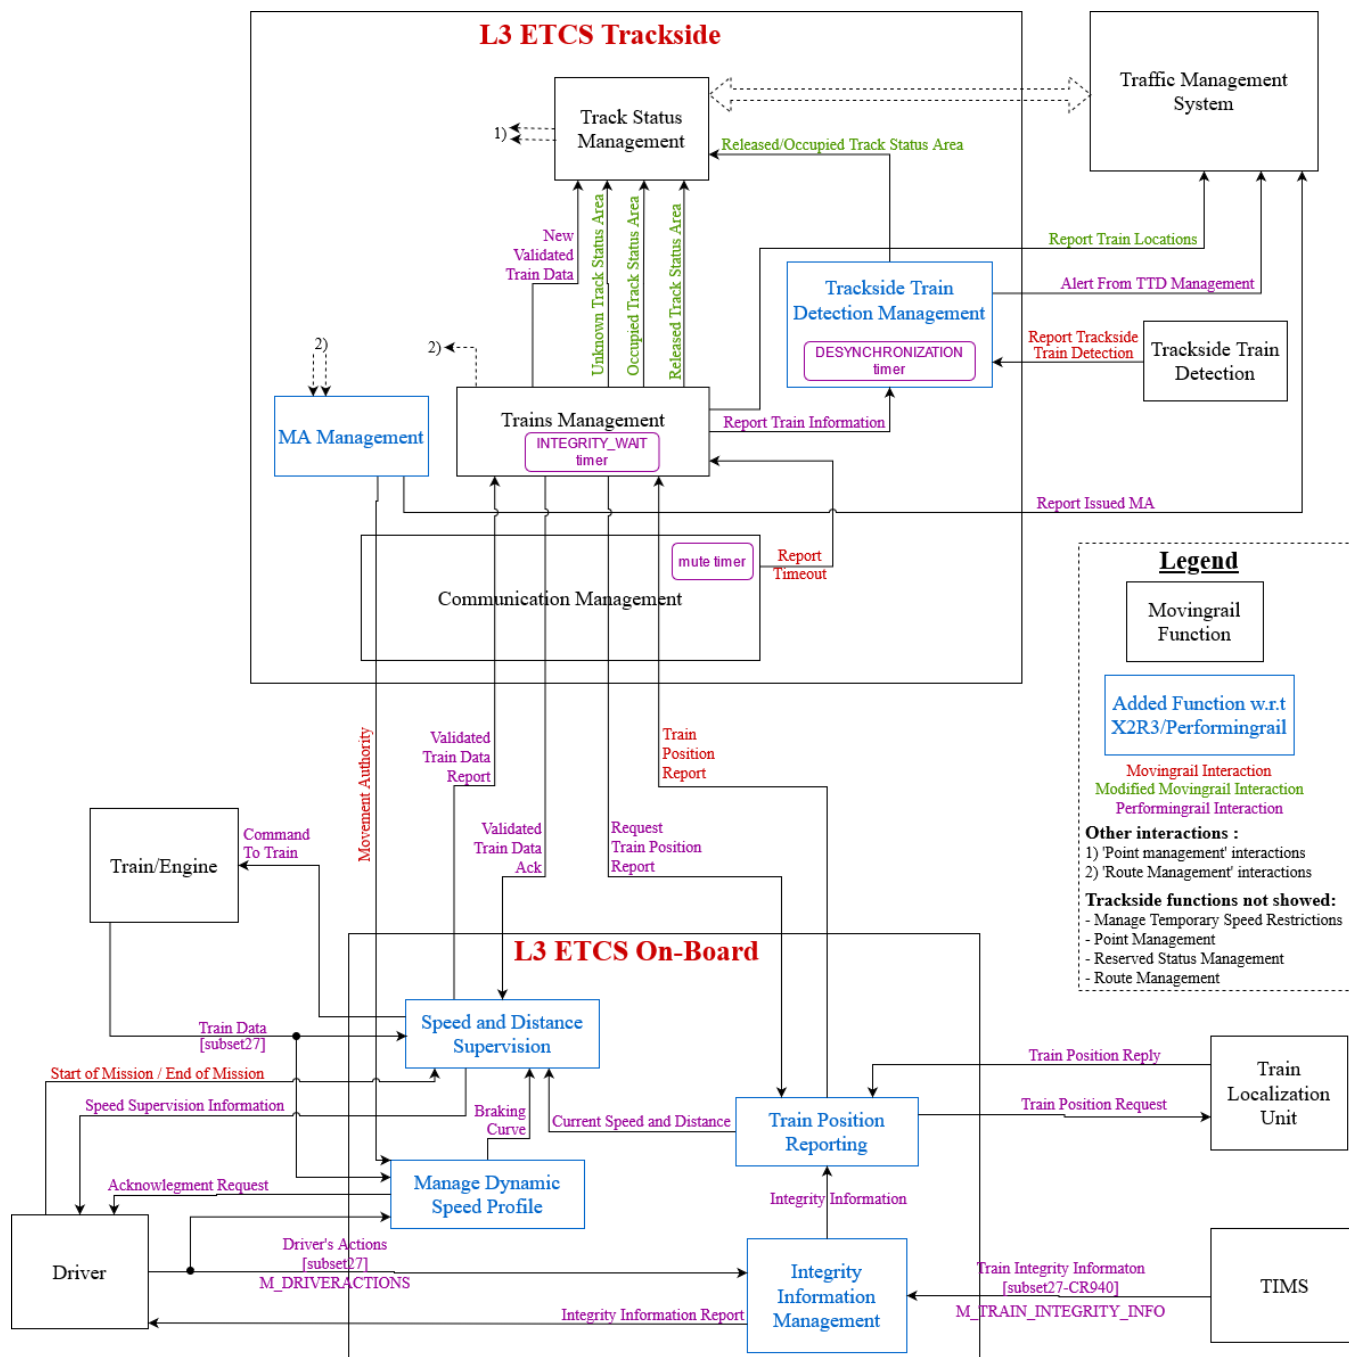 L3 ETCS Trackside
Track Status
Management
1)
Traffic Management
System
Released/Occupied Track Status Area
New
Validated
Train Data
Unknown Track Status Area
Occupied Track Status Area
Released Track Status Area
Report Train Locations
Trackside Train
Detection Management
DESYNCHRONIZATION
timer
Alert From TTD Management
Report Trackside
Train Detection
Trackside Train
Detection
2)
2)
MA Management
Trains Management
INTEGRITY_WAIT
timer
Report Train Information
Report Issued MA
mute timer
Report
Timeout
Communication Management
Legend
Movingrail
Function
Added Function w.r.t
X2R3/Performingrail
Movingrail Interaction
Modified Movingrail Interaction
Performingrail Interaction
Other interactions :
1) 'Point management' interactions
2) 'Route Management' interactions
Trackside functions not showed:
- Manage Temporary Speed Restrictions
- Point Management
- Reserved Status Management
- Route Management
Movement Authority
Validated
Train Data
Report
Train
Position
Report
Validated
Train Data
Ack
Request
Train Position
Report
Train/Engine
Command
To Train
L3 ETCS On-Board
Train Data
[subset27]
Speed and Distance
Supervision
Start of Mission / End of Mission
Speed Supervision Information
Braking
Curve
Current Speed and Distance
Train Position
Reporting
Train Position Reply
Train Position Request
Train
Localization
Unit
Acknowlegment Request
Manage Dynamic
Speed Profile
Integrity Information
Driver
Driver's Actions
[subset27]
M_DRIVERACTIONS
Integrity Information Report
Integrity
Information
Management
Train Integrity Informaton
[subset27-CR940]
M_TRAIN_INTEGRITY_INFO
TIMS